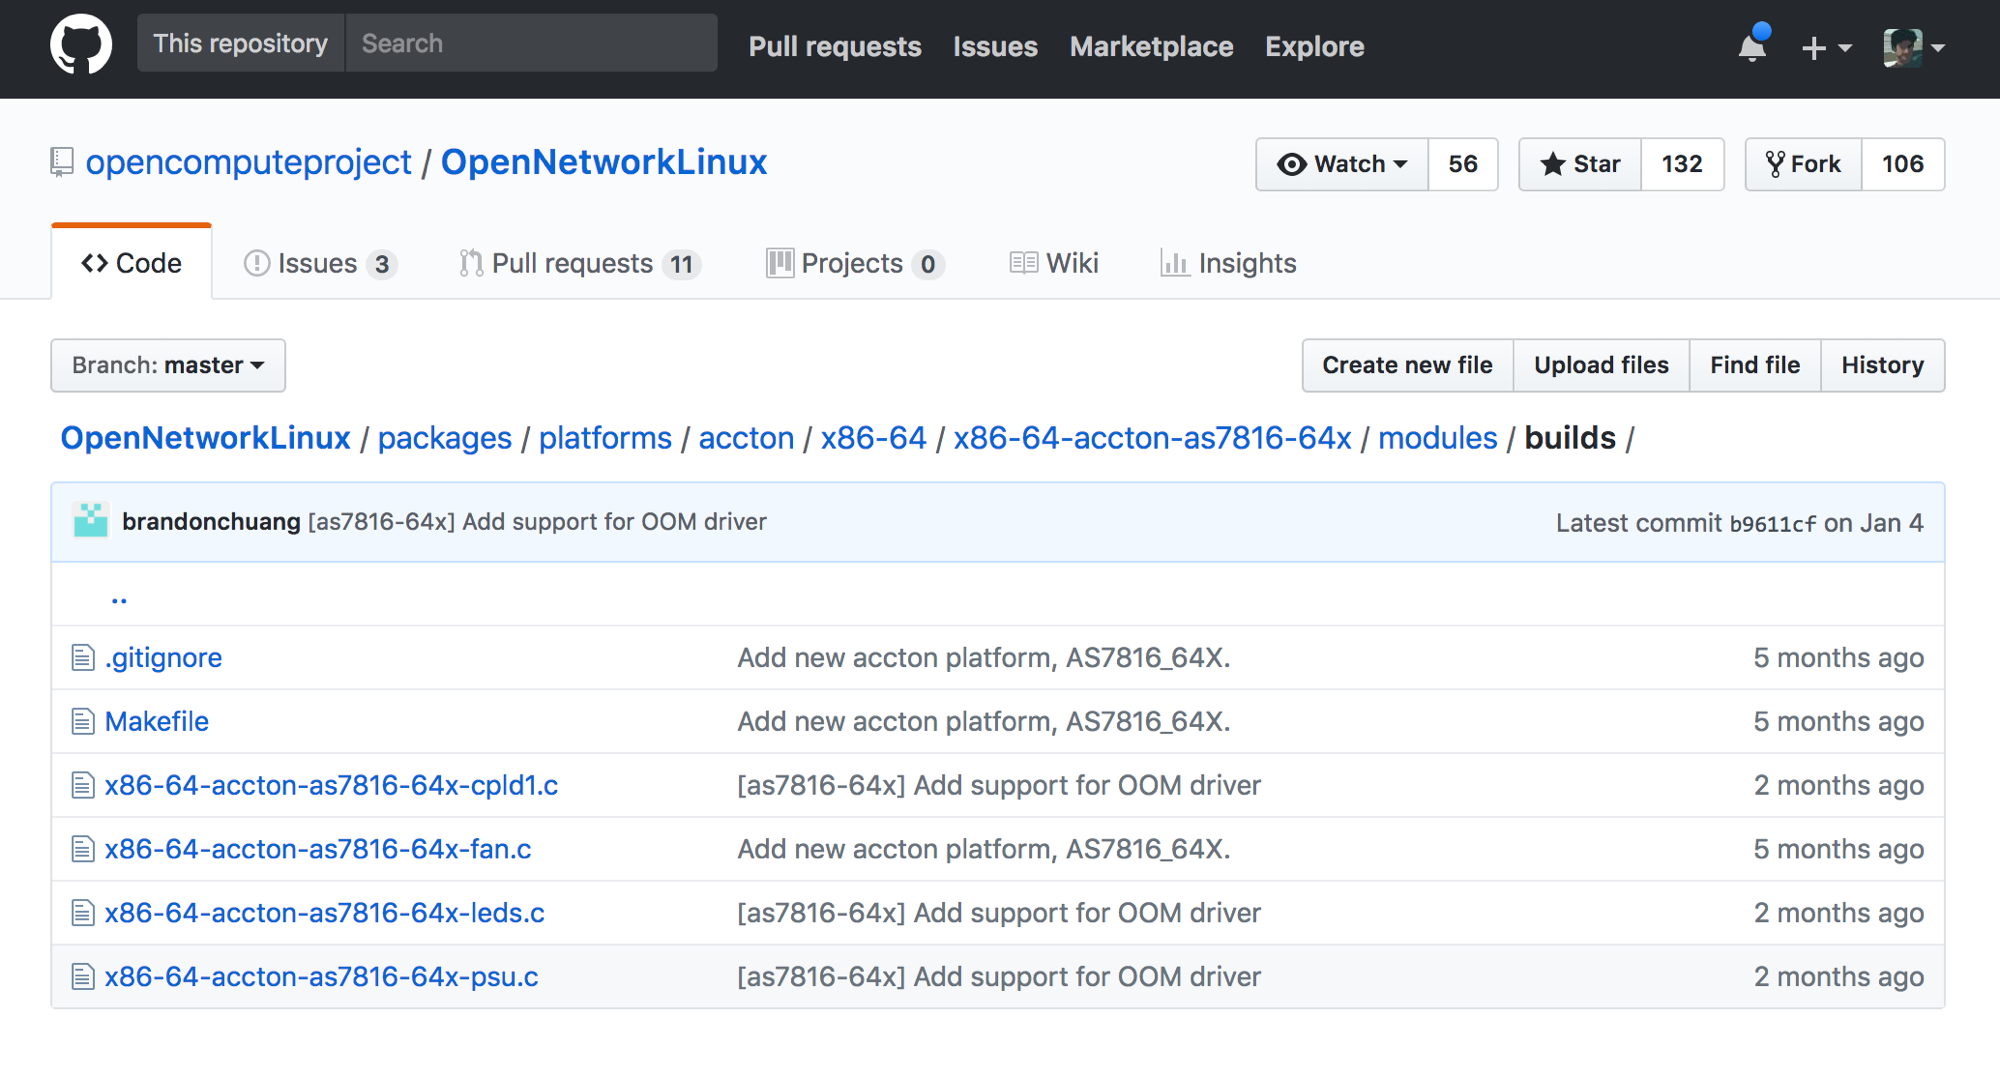 This repository Search Pull requests Issues Marketplace Explore
opencomputeproject / OpenNetworkLinux Watch 56 Star 132 Fork 106
Code Issues 3 Pull requests 11 Projects 0 Wiki Insights
Branch: master Create new file Upload files Find file History
OpenNetworkLinux / packages / platforms / accton / x86-64 / x86-64-accton-as7816-64x / modules / builds /
brandonchuang [as7816-64x] Add support for OOM driver Latest commit b9611cf on Jan 4
..
.gitignore Add new accton platform, AS7816_64X. 5 months ago
Makefile Add new accton platform, AS7816_64X. 5 months ago
x86-64-accton-as7816-64x-cpld1.c [as7816-64x] Add support for OOM driver 2 months ago
x86-64-accton-as7816-64x-fan.c Add new accton platform, AS7816_64X. 5 months ago
x86-64-accton-as7816-64x-leds.c [as7816-64x] Add support for OOM driver 2 months ago
x86-64-accton-as7816-64x-psu.c [as7816-64x] Add support for OOM driver 2 months ago